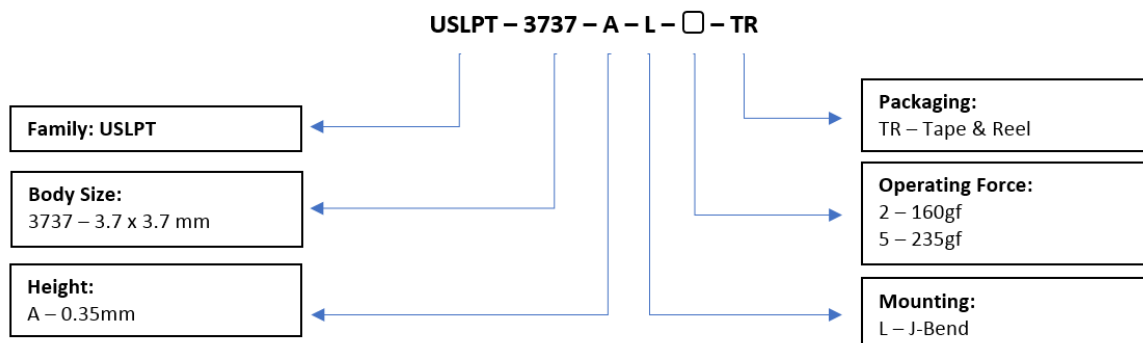 USLPT – 3737 – A – L – ▢ – TR
Family: USLPT
Body Size:
3737 – 3.7 x 3.7 mm
Height:
A – 0.35mm
Packaging:
TR – Tape & Reel
Operating Force:
2 – 160gf
5 – 235gf
Mounting:
L – J-Bend